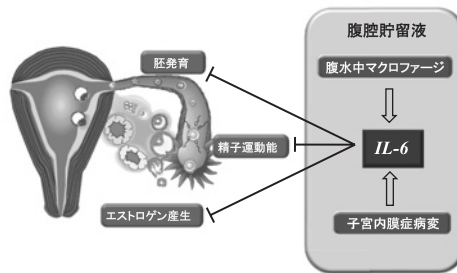 腹腔貯留液
胚発育
腹水中マクロファージ
精子運動能
IL-6
エストロゲン産生
子宮内膜症病変